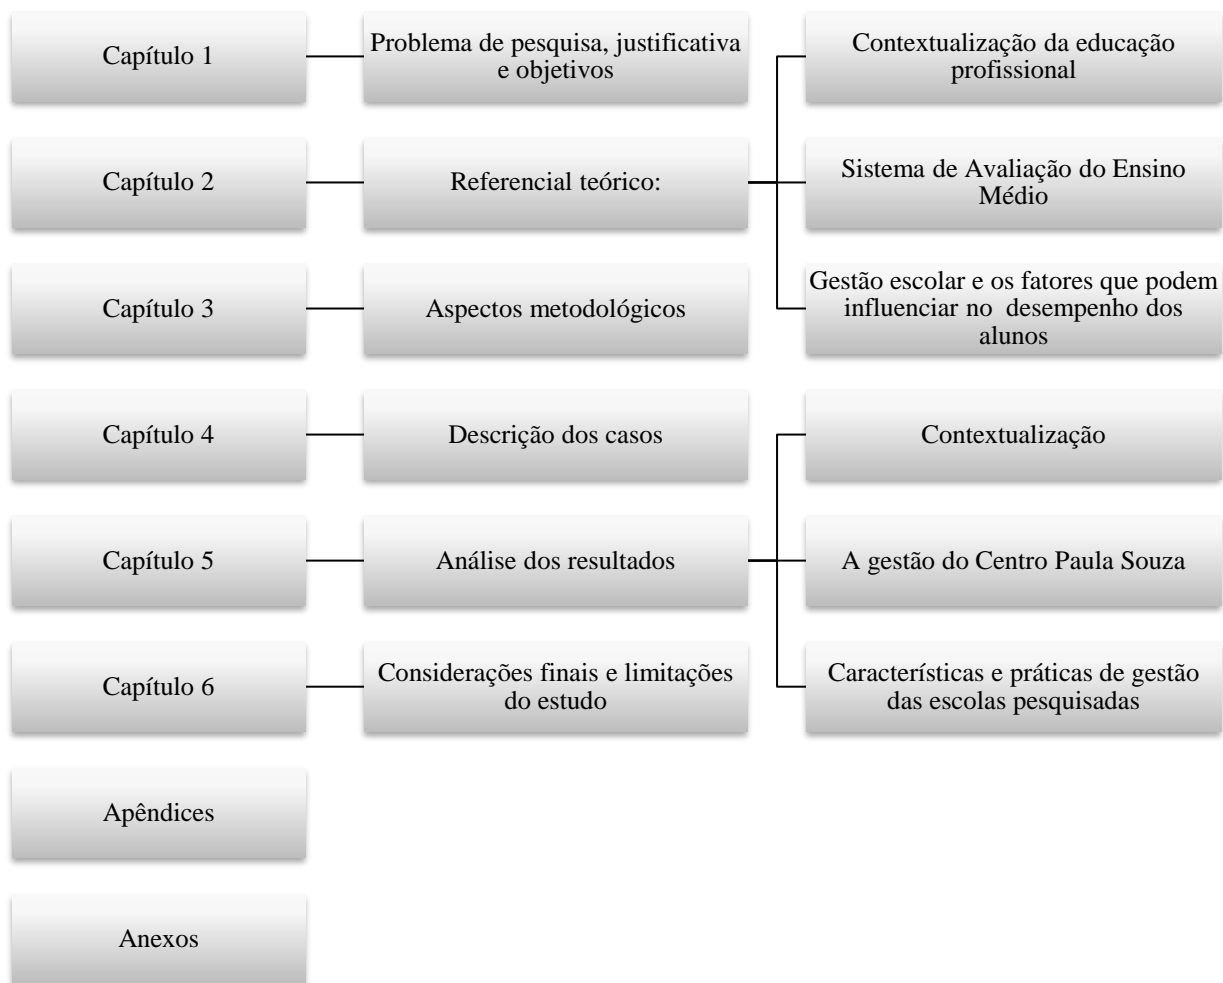 Capítulo 1
Problema de pesquisa, justificativa
e objetivos
Contextualização da educação
profissional
Capítulo 2
Referencial teórico:
Sistema de Avaliação do Ensino
Médio
Capítulo 3
Aspectos metodológicos
Gestão escolar e os fatores que podem
influenciar no desempenho dos
alunos
Capítulo 4
Descrição dos casos
Contextualização
Capítulo 5
Análise dos resultados
A gestão do Centro Paula Souza
Capítulo 6
Considerações finais e limitações
do estudo
Características e práticas de gestão
das escolas pesquisadas
Apêndices
Anexos